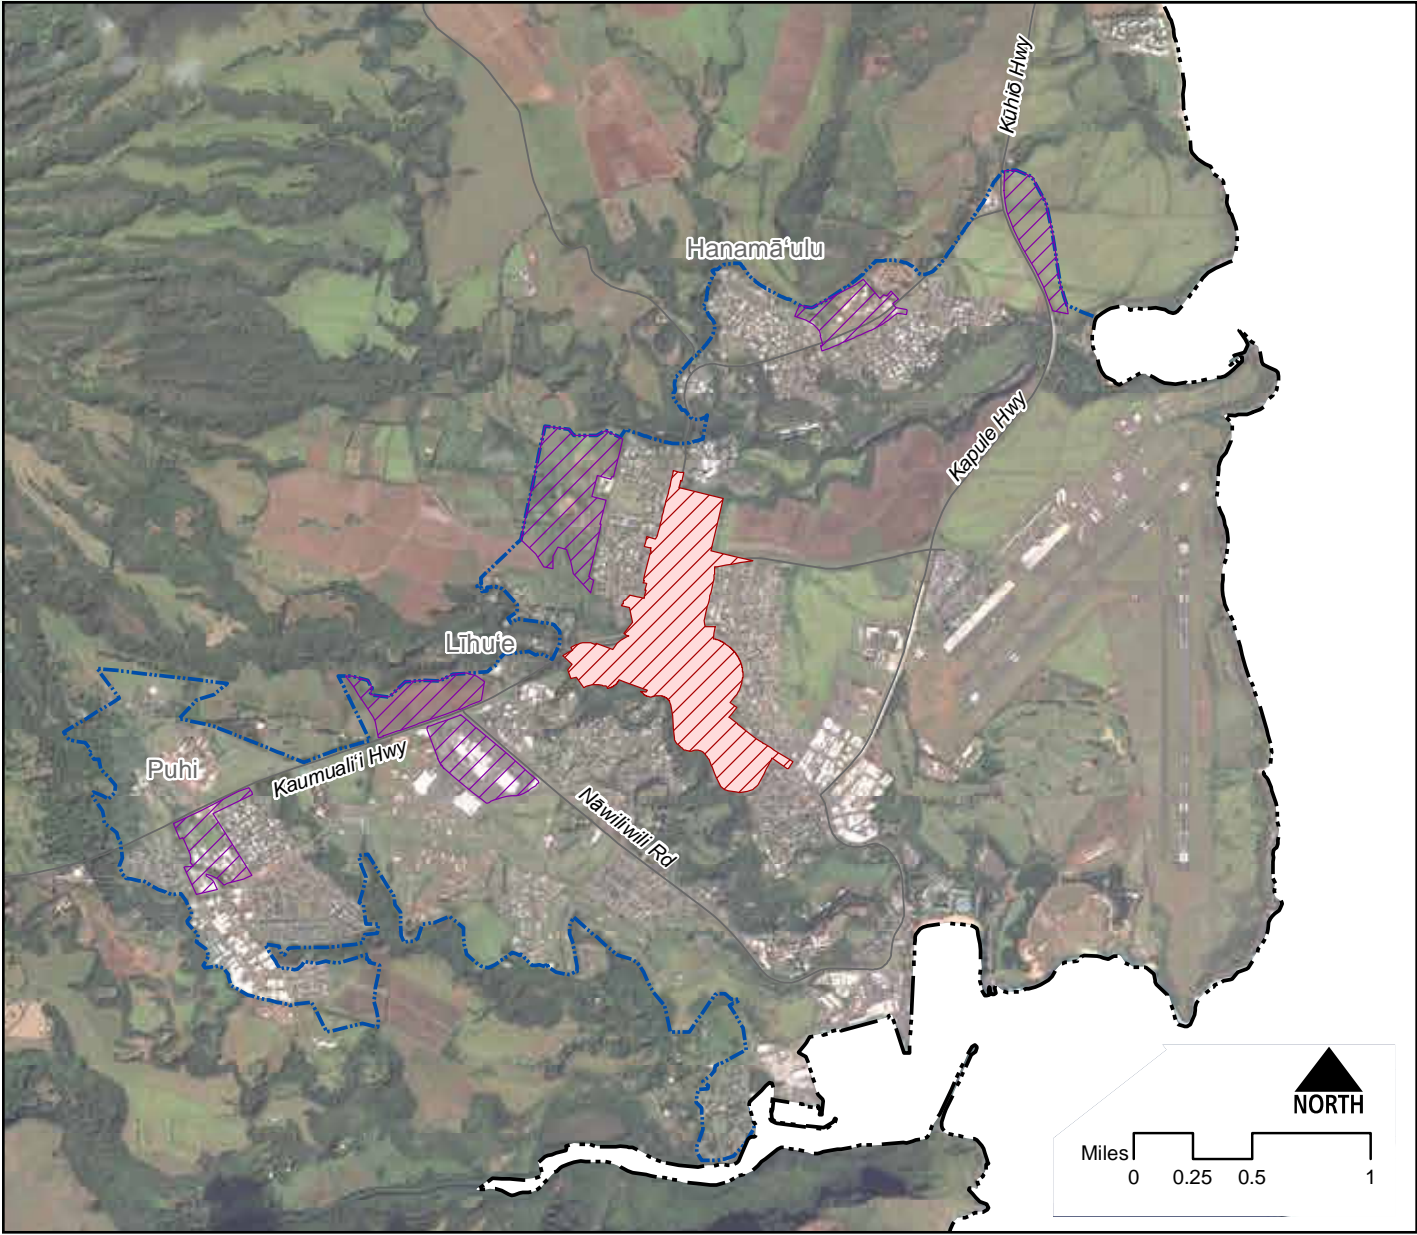 Kūhiō Hwy
Hanamā‘ulu
Kapule Hwy
Līhu‘e
Puhi
Kaumuali‘i Hwy
Nāwiliwili Rd
NORTH
Miles
0 0.25 0.5 1